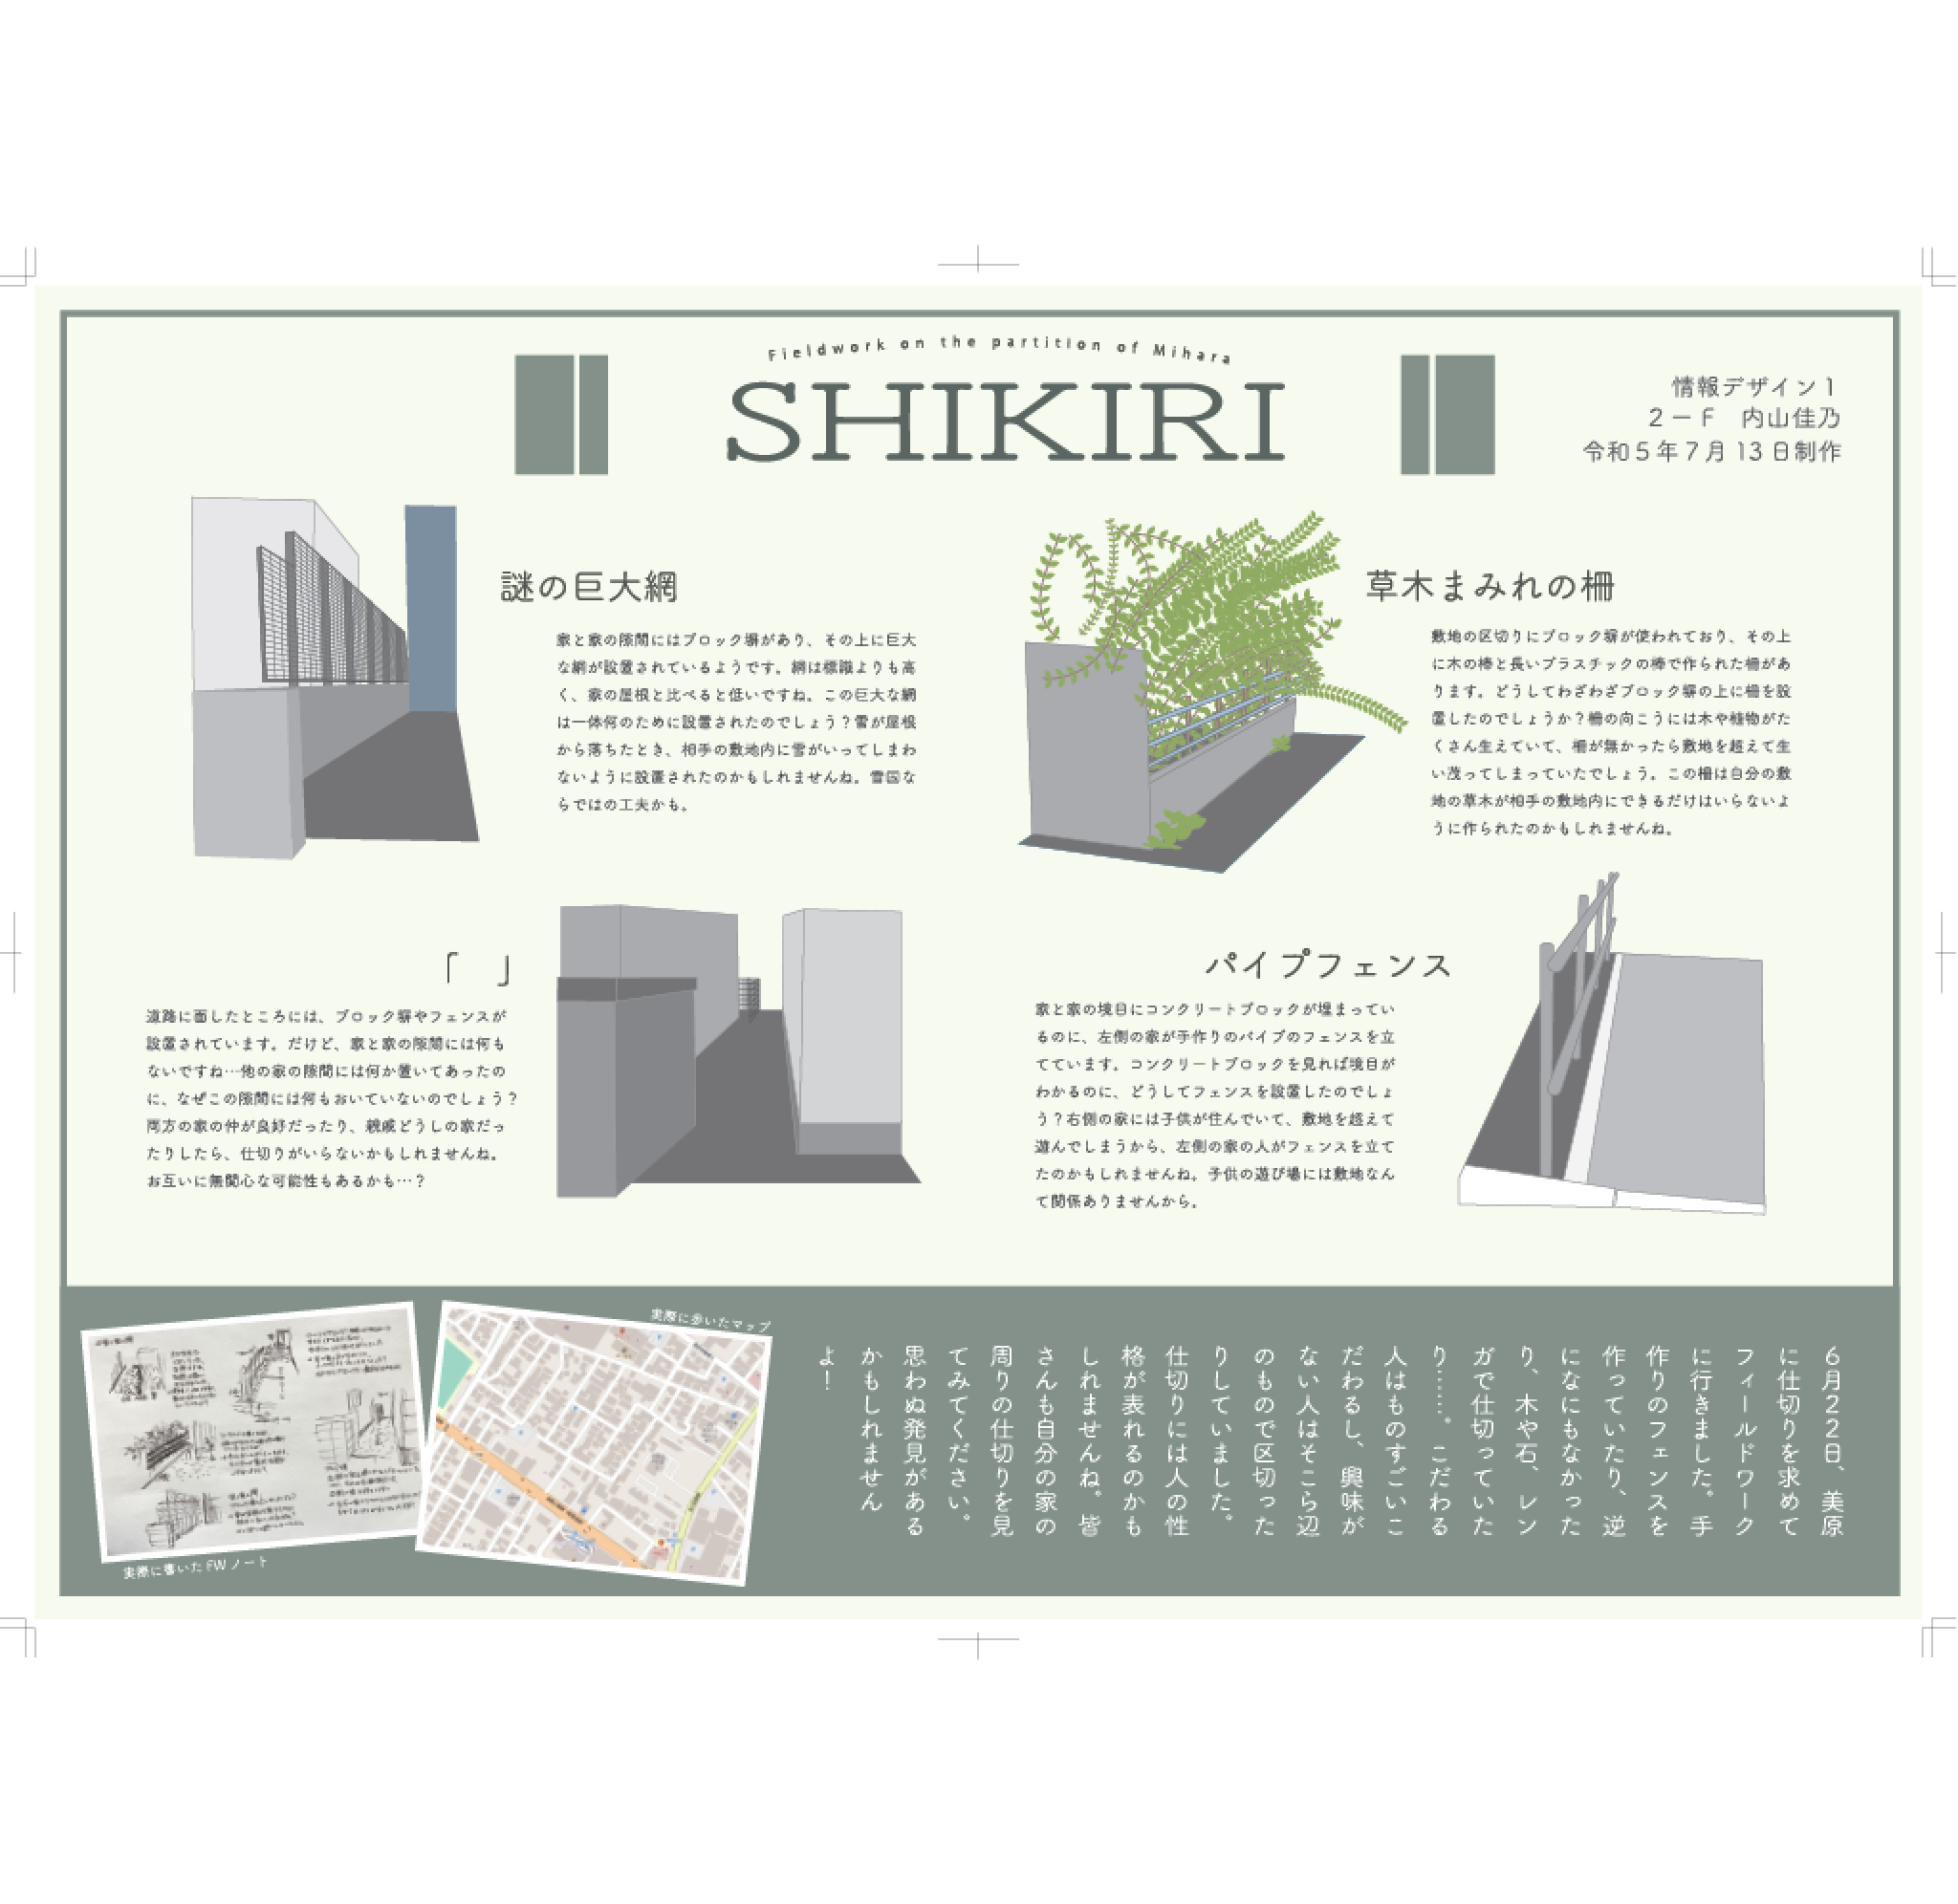 Fieldwork on the partition of Mihara
SHIKIRI
情報デザイン1
2ーF 内山佳乃
令和5年7月13日制作
謎の巨大網
家と家の隙間にはブロック塀があり、その上に巨大
な網が設置されているようです。網は標識よりも高
く、家の屋根と比べると低いですね。この巨大な網
は一体何のために設置されたのでしょう？雪が屋根
から落ちたとき、相手の敷地内に雪がいってしまわ
ないように設置されたのかもしれませんね。雪国な
らではの工夫かも。
草木まみれの柵
敷地の区切りにブロック塀が使われており、その上
に木の棒と長いプラスチックの棒で作られた柵があ
ります。どうしてわざわざブロック塀の上に柵を設
置したのでしょうか？柵の向こうには木や植物がた
くさん生えていて、柵が無かったら敷地を超えて生
い茂ってしまっていたでしょう。この柵は自分の敷
地の草木が相手の敷地内にできるだけはいらないよ
うに作られたのかもしれませんね。
「　」
道路に面したところには、ブロック塀やフェンスが
設置されています。だけど、家と家の隙間には何も
ないですね…他の家の隙間には何か置いてあったの
に、なぜこの隙間には何もおいていないのでしょう？
両方の家の仲が良好だったり、親戚どうしの家だっ
たりしたら、仕切りがいらないかもしれませんね。
お互いに無関心な可能性もあるかも…？
パイプフェンス
家と家の境目にコンクリートブロックが埋まってい
るのに、左側の家が手作りのパイプのフェンスを立
てています。コンクリートブロックを見れば境目が
わかるのに、どうしてフェンスを設置したのでしょ
う？右側の家には子供が住んでいて、敷地を超えて
遊んでしまうから、左側の家の人がフェンスを立て
たのかもしれませんね。子供の遊び場には敷地なん
て関係ありませんから。
実際に書いたFWノート
実際に歩いたマップ
6月22日、美原
に仕切りを求めて
フィールドワーク
に行きました。手
作りのフェンスを
作っていたり、逆
になにもなかった
り、木や石、レン
ガで仕切っていた
り……。こだわる
人はものすごいこ
だわるし、興味が
ない人はそこら辺
のもので区切った
りしていました。
仕切りには人の性
格が表れるのかも
しれませんね。皆
さんも自分の家の
周りの仕切りを見
てみてください。
思わぬ発見がある
かもしれません
よ！